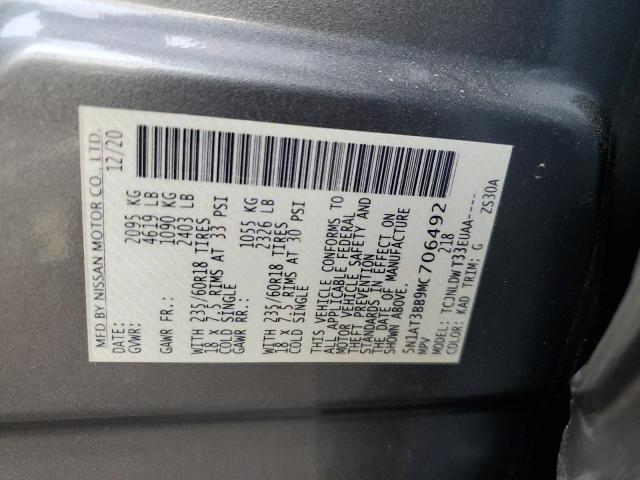 MFD BY NISSAN MOTOR CO. LTD.
DATE: 12/20
GVWR: 2095 KG
4619 LB
GAWR FR: 1090 KG
2403 LB
WITH 235/60R18 TIRES
18 X 7.5 RIMS AT 33 PSI
COLD SINGLE
GAWR RR: 1055 KG
2326 LB
WITH 235/60R18 TIRES
18 X 7.5 RIMS AT 30 PSI
COLD SINGLE
THIS VEHICLE CONFORMS TO
ALL APPLICABLE FEDERAL
MOTOR VEHICLE SAFETY AND
THEFT PREVENTION
STANDARDS IN EFFECT ON
THE DATE OF MANUFACTURE
SHOWN ABOVE.
5N1AT3BB9MC706492
MPV 218
MODEL: TCJNLDWT33EUAA----
COLOR: KAD TRIM: G
ZS30A